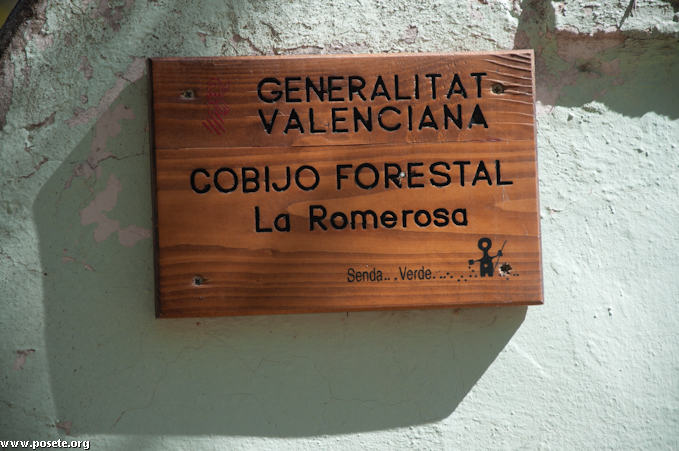 GENERALITAT
VALENCIANA
COBIJO FORESTAL
La Romerosa
Senda.. . Verde. .-.
www.posete.org